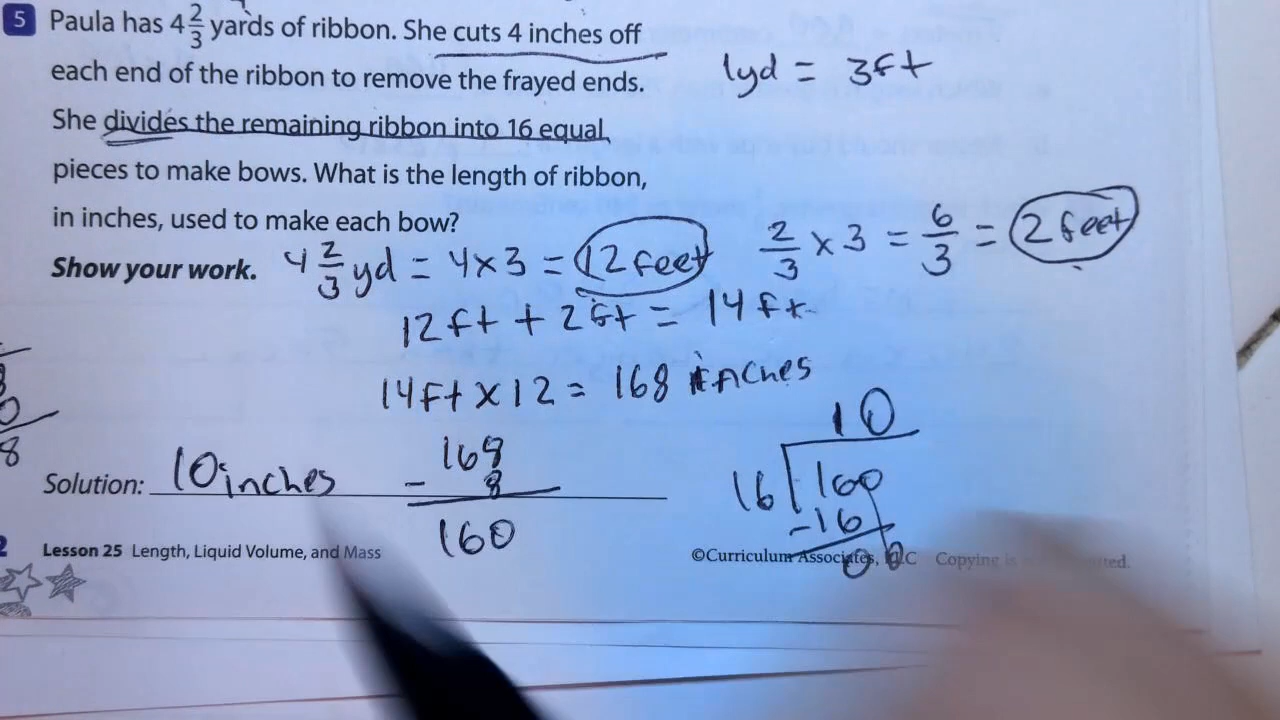 5 Paula has 4 2/3 yards of ribbon. She cuts 4 inches off
each end of the ribbon to remove the frayed ends.
She divides the remaining ribbon into 16 equal
pieces to make bows. What is the length of ribbon,
in inches, used to make each bow?
Show your work.
1yd = 3ft
4 2/3 yd = 4 x 3 = 12 feet
2/3 x 3 = 6/3 = 2 feet
12ft + 2ft = 14ft
14ft x 12 = 168 inches
168
- 8
160
10
16 160
-16
00
8
Solution: 10 inches
Lesson 25 Length, Liquid Volume, and Mass
©Curriculum Associates, LLC Copying is